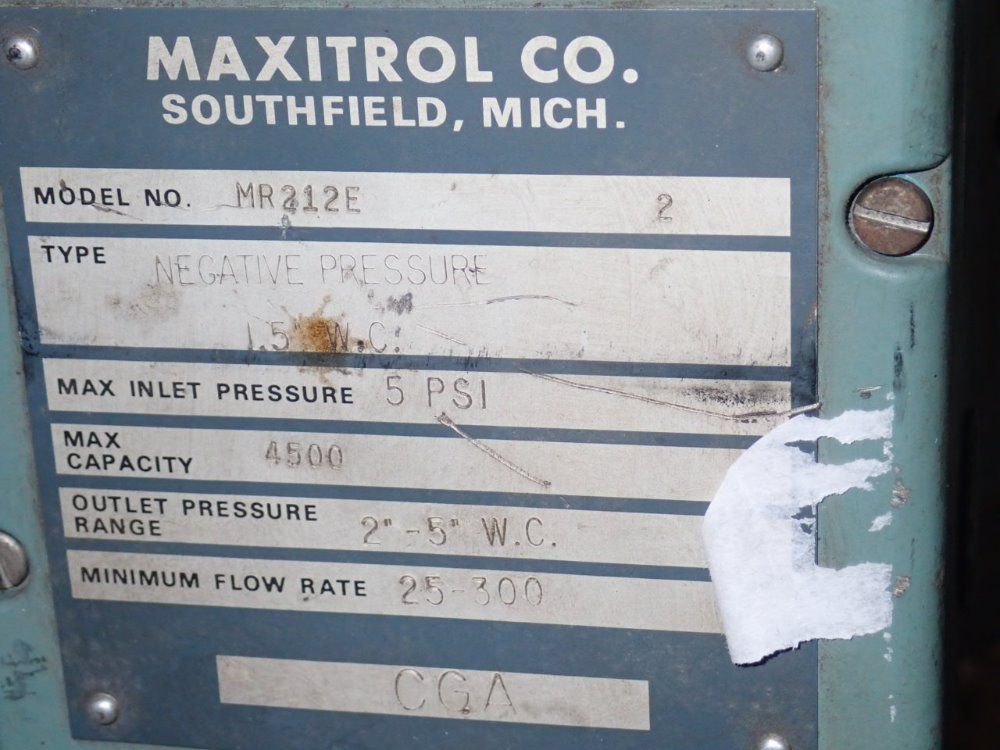 MAXITROL CO.
SOUTHFIELD, MICH.
MODEL NO. MR212E 2
TYPE NEGATIVE PRESSURE
1.5" W.C.
MAX INLET PRESSURE 5 PSI
MAX
CAPACITY 4500
OUTLET PRESSURE
RANGE 2"-5" W.C.
MINIMUM FLOW RATE 25-300
CGA